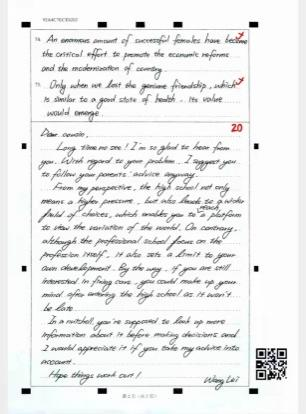 74. An enormous amount of successful females have become
the critical effort to promote the economic reforms
and the modernization of country.
75. Only when we lost the genuine friendship, which
is similar to a good state of health. Its value
would emerge.
20
Dear cousin,
Long time no see! I'm so glad to hear from
you. With regard to your problem, I suggest you
to follow your parents' advice anyway.
From my perspective, the high school not only
means a higher pressure, but also leads to a wider
field of choices, which enables you to reach a platform
to view the variation of the world. On contrary,
although the professional school focus on the
profession itself, it also sets a limit to your
own development. By the way, if you are still
interested in fixing cars, you could make up your
mind after entering the high school as it won't
be late.
In a nutshell, you're supposed to look up more
information about it before making decisions and
I would appreciate it if you take my advice into
account.
Hope things work out!
Wang Lei